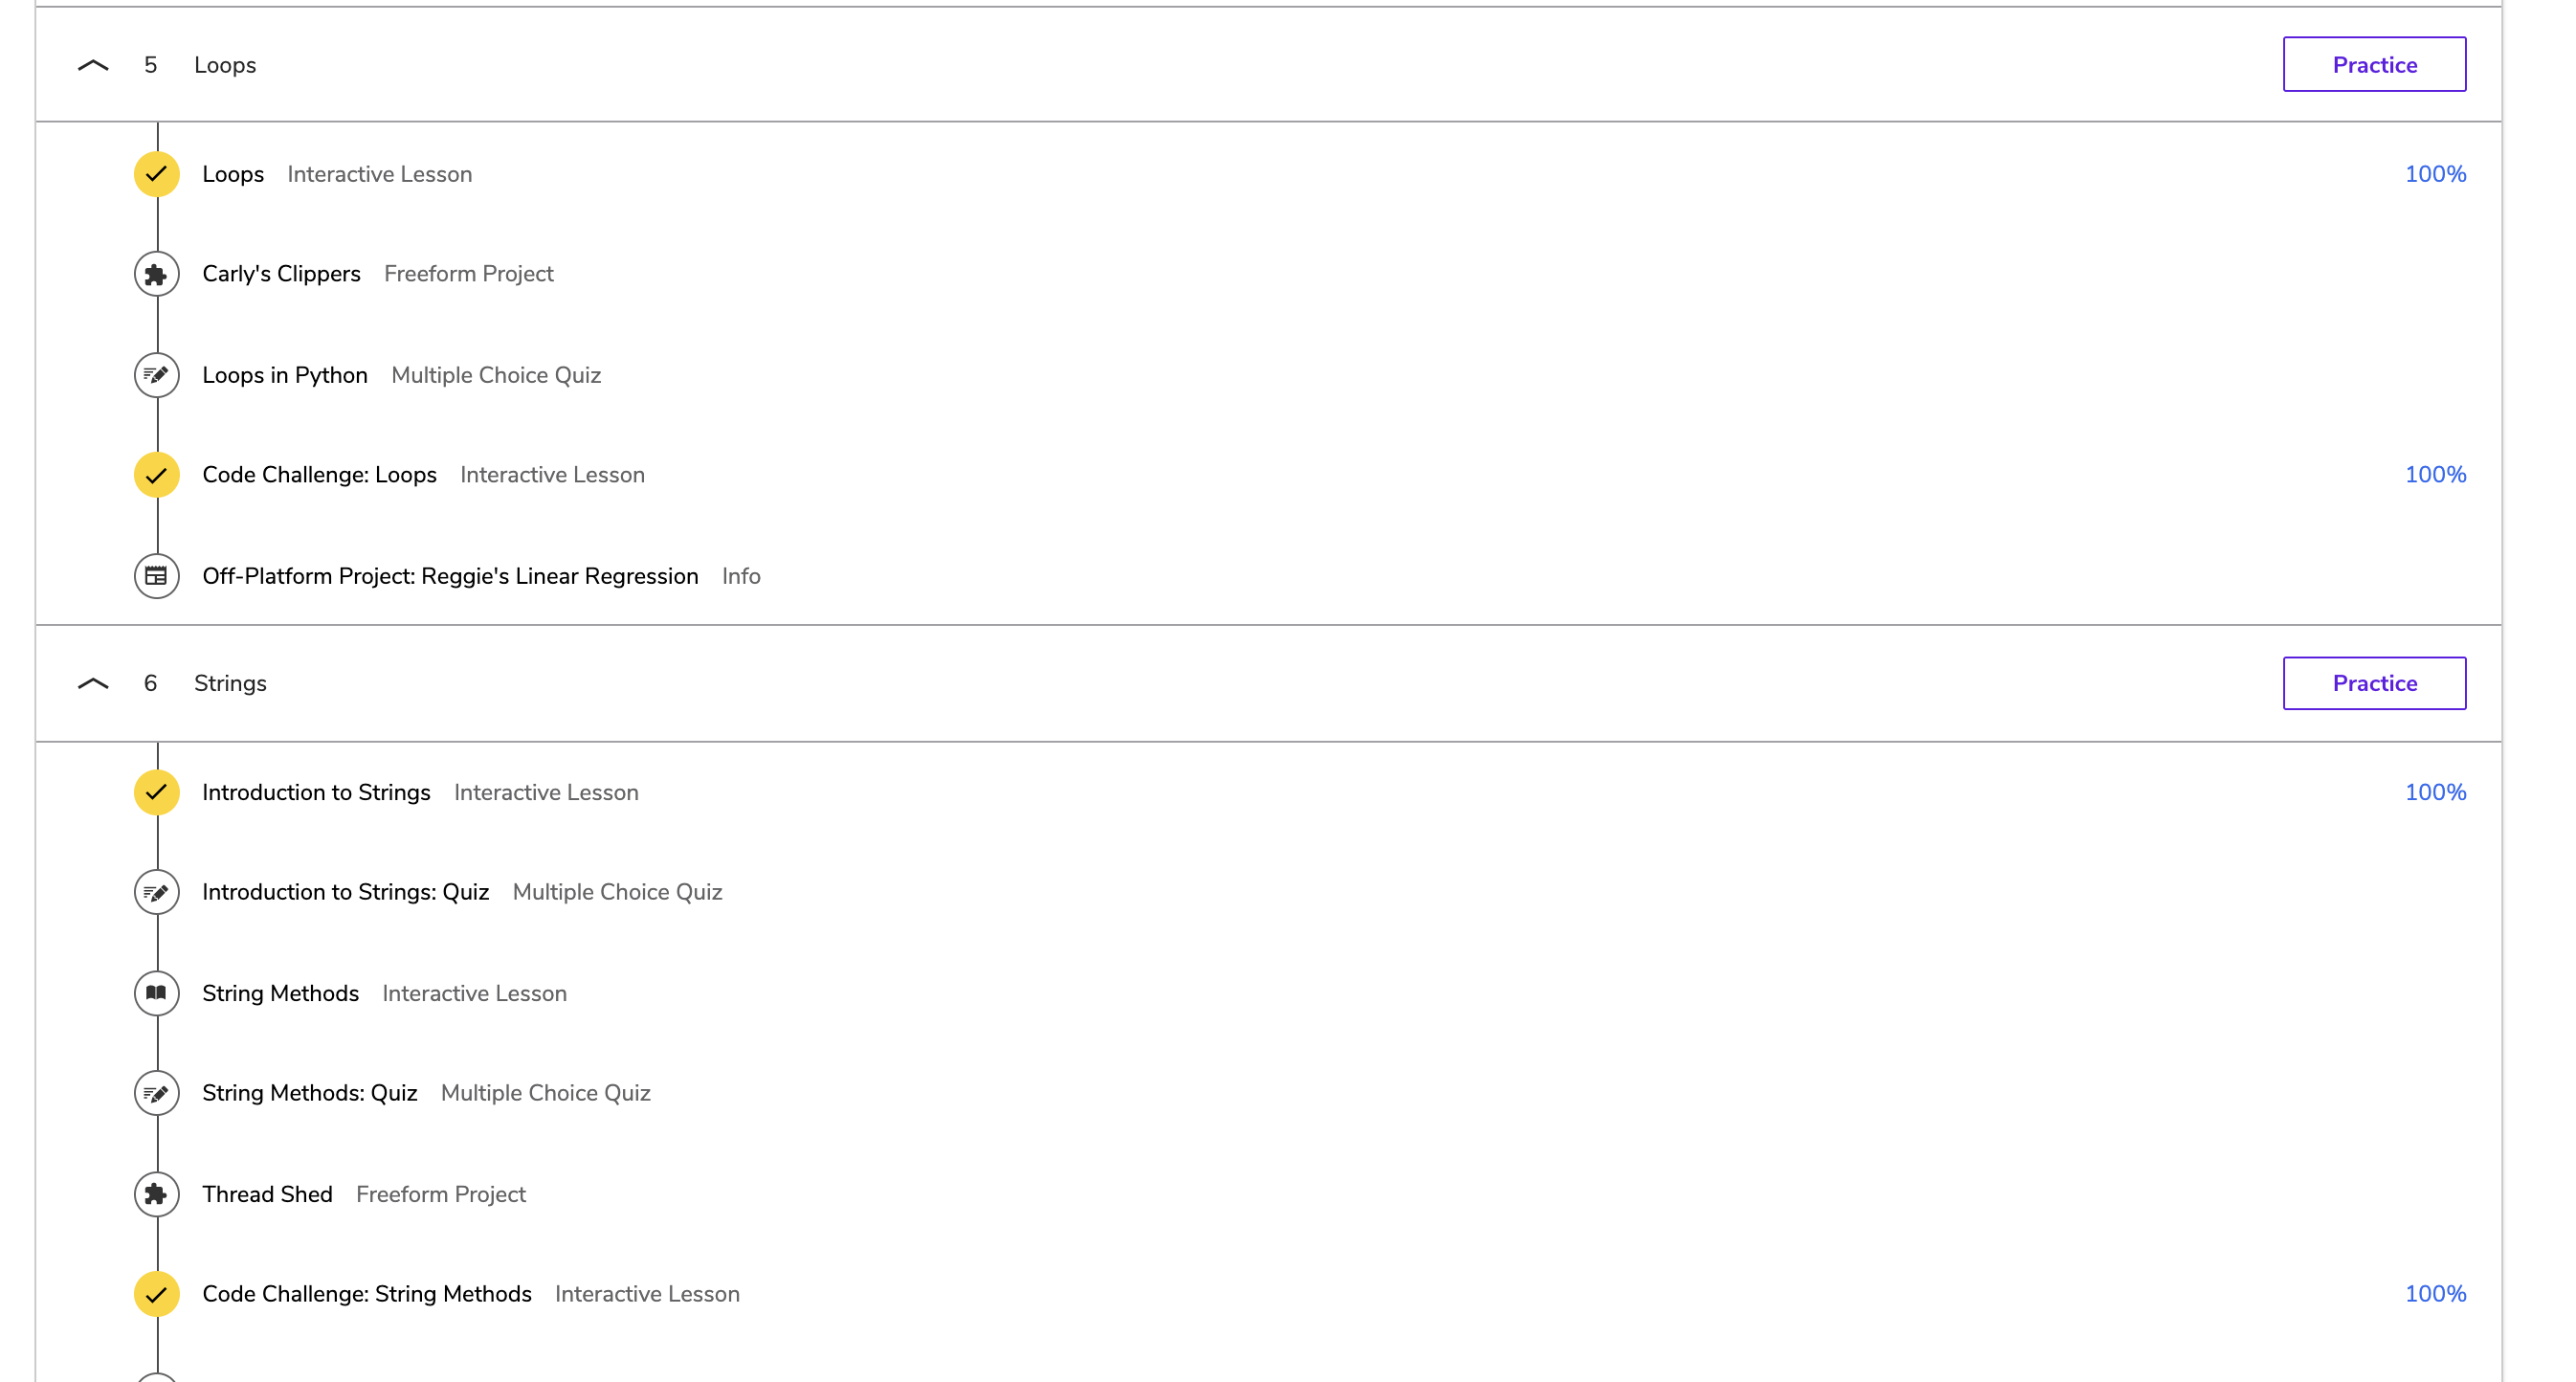 5 Loops Practice
Loops Interactive Lesson 100%
Carly's Clippers Freeform Project
Loops in Python Multiple Choice Quiz
Code Challenge: Loops Interactive Lesson 100%
Off-Platform Project: Reggie's Linear Regression Info
6 Strings Practice
Introduction to Strings Interactive Lesson 100%
Introduction to Strings: Quiz Multiple Choice Quiz
String Methods Interactive Lesson
String Methods: Quiz Multiple Choice Quiz
Thread Shed Freeform Project
Code Challenge: String Methods Interactive Lesson 100%